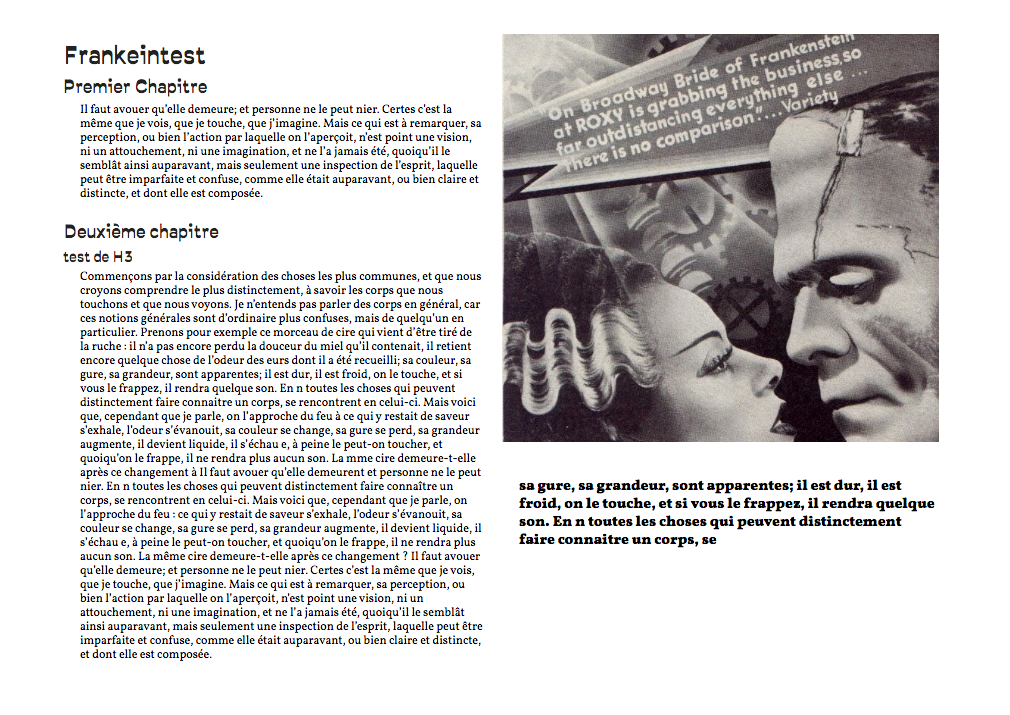 Frankeintest
Premier Chapitre
Il faut avouer qu'elle demeure; et personne ne le peut nier. Certes c'est la
même que je vois, que je touche, que j'imagine. Mais ce qui est à remarquer, sa
perception, ou bien l'action par laquelle on l'aperçoit, n'est point une vision,
ni un attouchement, ni une imagination, et ne l'a jamais été, quoiqu'il le
semblât ainsi auparavant, mais seulement une inspection de l'esprit, laquelle
peut être imparfaite et confuse, comme elle était auparavant, ou bien claire et
distincte, et dont elle est composée.
Deuxième chapitre
test de H3
Commençons par la considération des choses les plus communes, et que nous
croyons comprendre le plus distinctement, à savoir les corps que nous
touchons et que nous voyons. Je n'entends pas parler des corps en général, car
ces notions générales sont d'ordinaire plus confuses, mais de quelqu'un en
particulier. Prenons pour exemple ce morceau de cire qui vient d'être tiré de
la ruche : il n'a pas encore perdu la douceur du miel qu'il contenait, il retient
encore quelque chose de l'odeur des eurs dont il a été recueilli; sa couleur, sa
gure, sa grandeur, sont apparentes; il est dur, il est froid, on le touche, et si
vous le frappez, il rendra quelque son. En n toutes les choses qui peuvent
distinctement faire connaitre un corps, se rencontrent en celui-ci. Mais voici
que, cependant que je parle, on l'approche du feu à ce qui y restait de saveur
s'exhale, l'odeur s'évanouit, sa couleur se change, sa gure se perd, sa grandeur
augmente, il devient liquide, il s'échau e, à peine le peut-on toucher, et
quoiqu'on le frappe, il ne rendra plus aucun son. La mme cire demeure-t-elle
après ce changement à Il faut avouer qu'elle demeurent et personne ne le peut
nier. En n toutes les choses qui peuvent distinctement faire connaître un
corps, se rencontrent en celui-ci. Mais voici que, cependant que je parle, on
l'approche du feu : ce qui y restait de saveur s'exhale, l'odeur s'évanouit, sa
couleur se change, sa gure se perd, sa grandeur augmente, il devient liquide, il
s'échau e, à peine le peut-on toucher, et quoiqu'on le frappe, il ne rendra plus
aucun son. La même cire demeure-t-elle après ce changement ? Il faut avouer
qu'elle demeure; et personne ne le peut nier. Certes c'est la même que je vois,
que je touche, que j'imagine. Mais ce qui est à remarquer, sa perception, ou
bien l'action par laquelle on l'aperçoit, n'est point une vision, ni un
attouchement, ni une imagination, et ne l'a jamais été, quoiqu'il le semblât
ainsi auparavant, mais seulement une inspection de l'esprit, laquelle peut être
imparfaite et confuse, comme elle était auparavant, ou bien claire et distincte,
et dont elle est composée.
On Broadway Bride of Frankenstein
at ROXY is grabbing the business, so
far outdistancing everything else ...
there is no comparison.".... Variety
sa gure, sa grandeur, sont apparentes; il est dur, il est
froid, on le touche, et si vous le frappez, il rendra quelque
son. En n toutes les choses qui peuvent distinctement
faire connaitre un corps, se